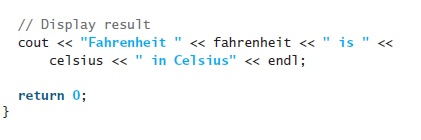 // Display result
cout << "Fahrenheit " << fahrenheit << " is " <<
celsius << " in Celsius" << endl;
return 0;
}